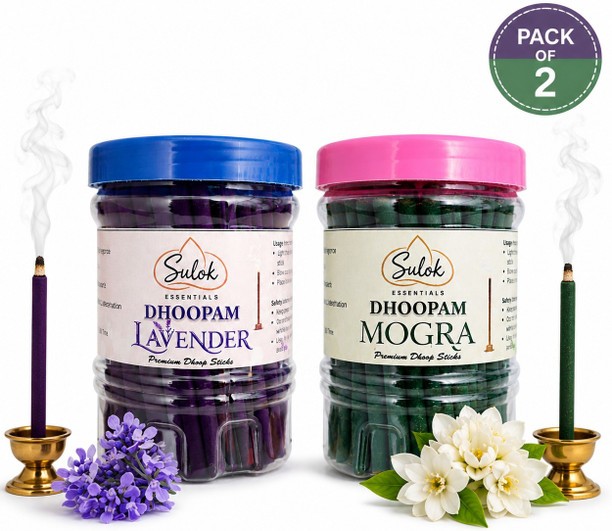 PACK
OF
2
Sulok
ESSENTIALS
DHOOPAM
LAVENDER
Premium Dhoop Sticks
Sulok
ESSENTIALS
DHOOPAM
MOGRA
Premium Dhoop Sticks